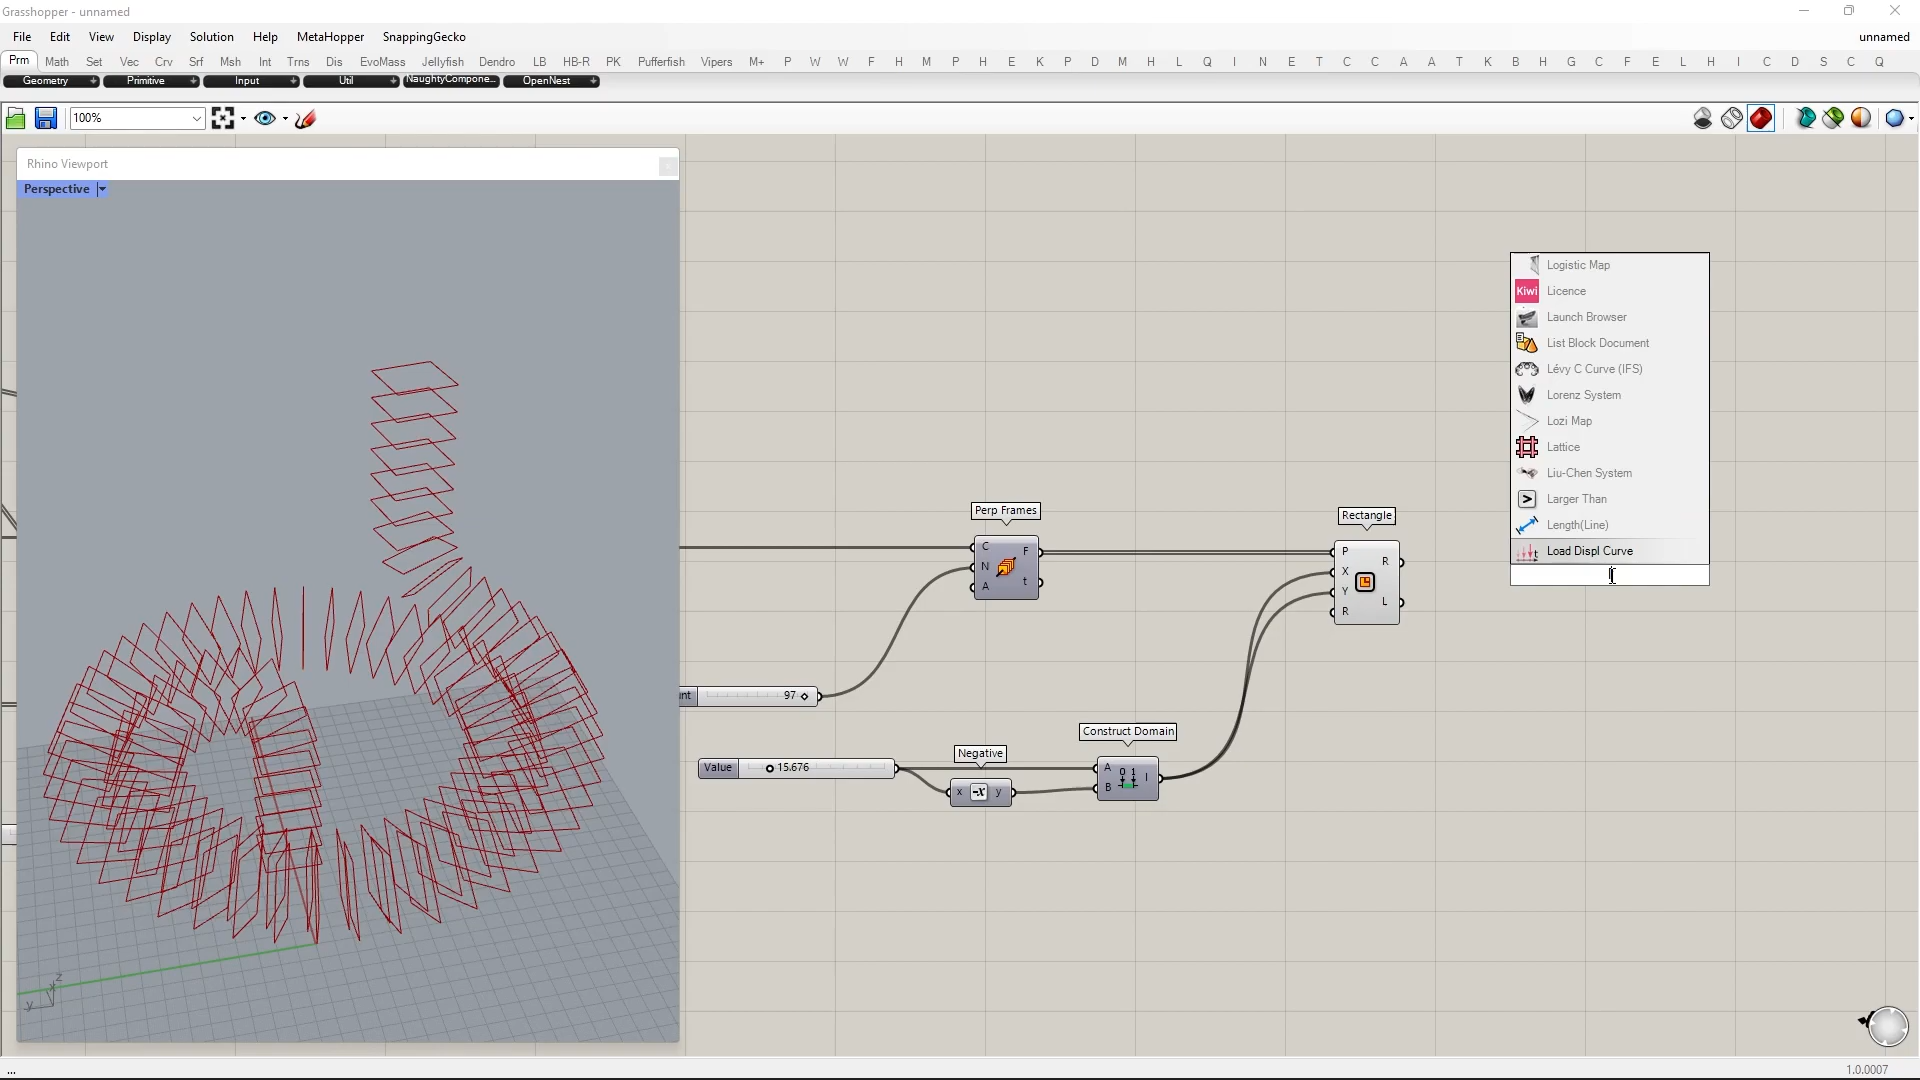 Grasshopper - unnamed
File Edit View Display Solution Help MetaHopper SnappingGecko unnamed
Prm Math Set Vec Crv Srf Msh Int Trns Dis EvoMass Jellyfish Dendro LB HB-R PK Pufferfish Vipers M+ P W W F H M P H E K P D M H L Q I N E T C C A A T K B H G C F E L H I C D S C Q
Geometry Primitive Input Util NaughtyCompone... OpenNest
100%
Rhino Viewport
Perspective
Logistic Map
Kiwi Licence
Launch Browser
List Block Document
Lévy C Curve (IFS)
Lorenz System
Lozi Map
Lattice
Liu-Chen System
> Larger Than
Length(Line)
Load Displ Curve
Perp Frames
C F
N
A t
Rectangle
P
X R
Y
L
R
nt 97
Construct Domain
Negative
Value 15.676
x -x y
A 0 1 I
B
z
x
y
... 1.0.0007